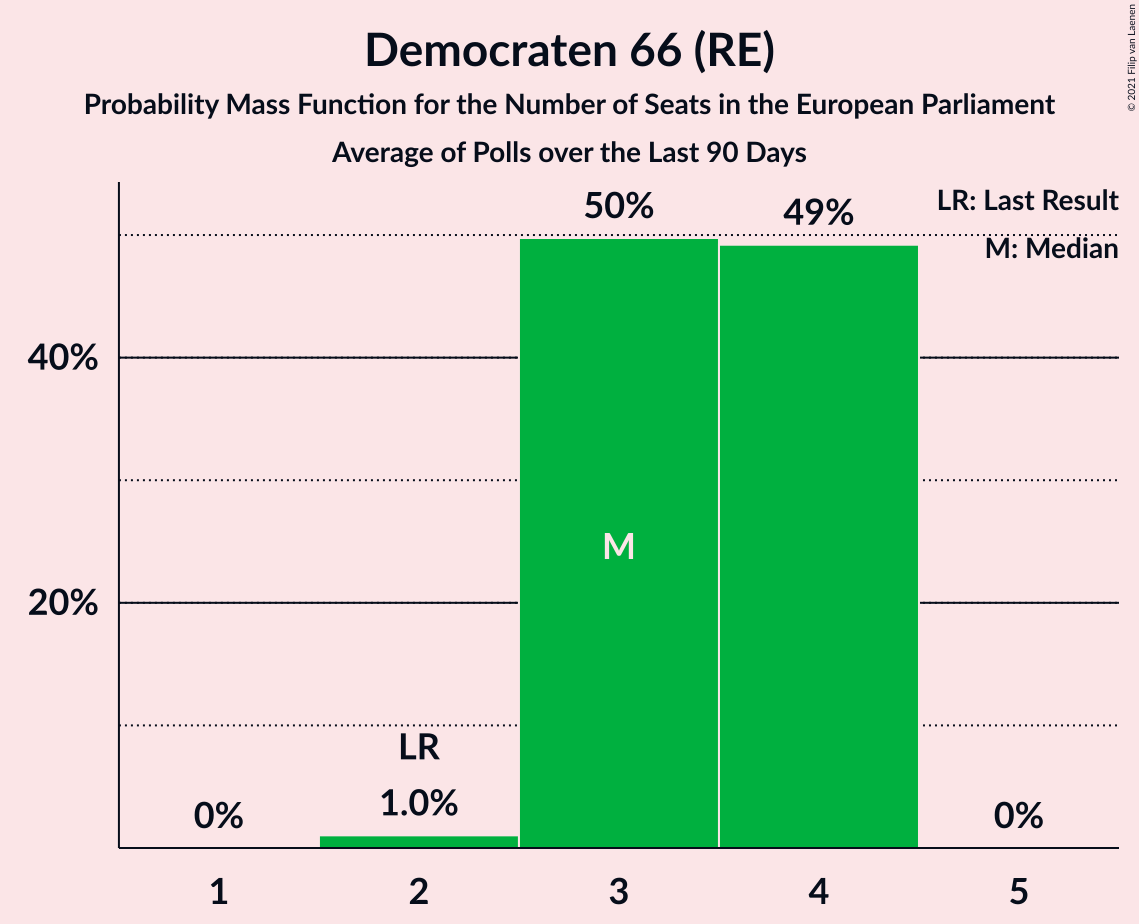 Democraten 66 (RE)
Probability Mass Function for the Number of Seats in the European Parliament
Average of Polls over the Last 90 Days
© 2021 Filip van Laenen
LR: Last Result
M: Median
50%
49%
40%
20%
M
LR
0%
1.0%
0%
1
2
3
4
5